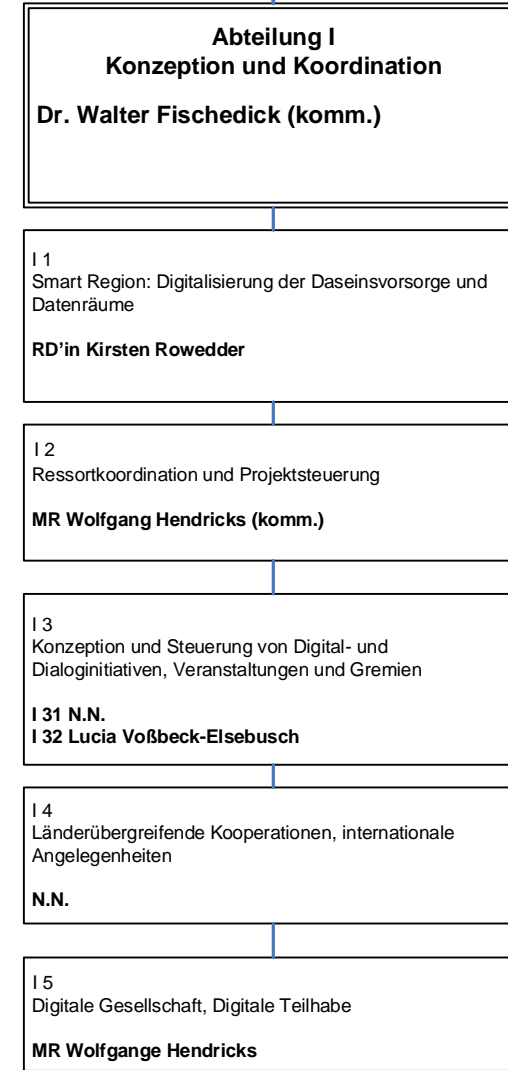 Abteilung I
Konzeption und Koordination
Dr. Walter Fischedick (komm.)
I 1
Smart Region: Digitalisierung der Daseinsvorsorge und
Datenräume
RD’in Kirsten Rowedder
I 2
Ressortkoordination und Projektsteuerung
MR Wolfgang Hendricks (komm.)
I 3
Konzeption und Steuerung von Digital- und
Dialoginitiativen, Veranstaltungen und Gremien
I 31 N.N.
I 32 Lucia Voßbeck-Elsebusch
I 4
Länderübergreifende Kooperationen, internationale
Angelegenheiten
N.N.
I 5
Digitale Gesellschaft, Digitale Teilhabe
MR Wolfgange Hendricks